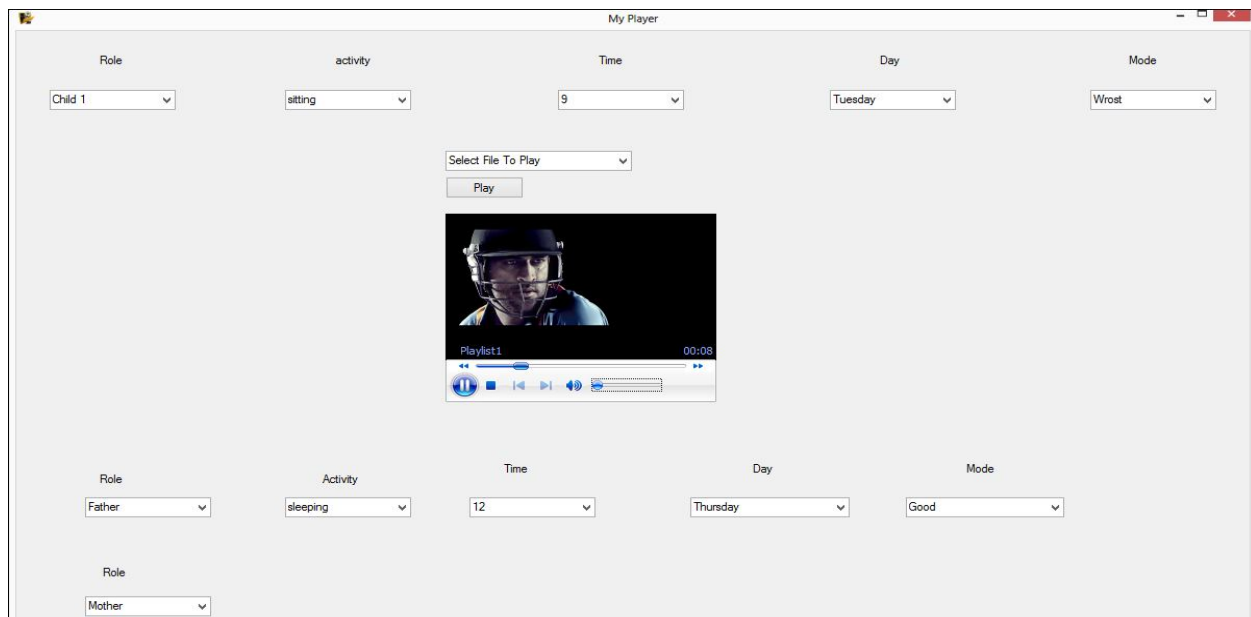 My Player
Role activity Time Day Mode
Child 1 sitting 9 Tuesday Wrost
Select File To Play
Play
Playlist1 00:08
Time Day Mode
Role Activity
Father sleeping 12 Thursday Good
Role
Mother